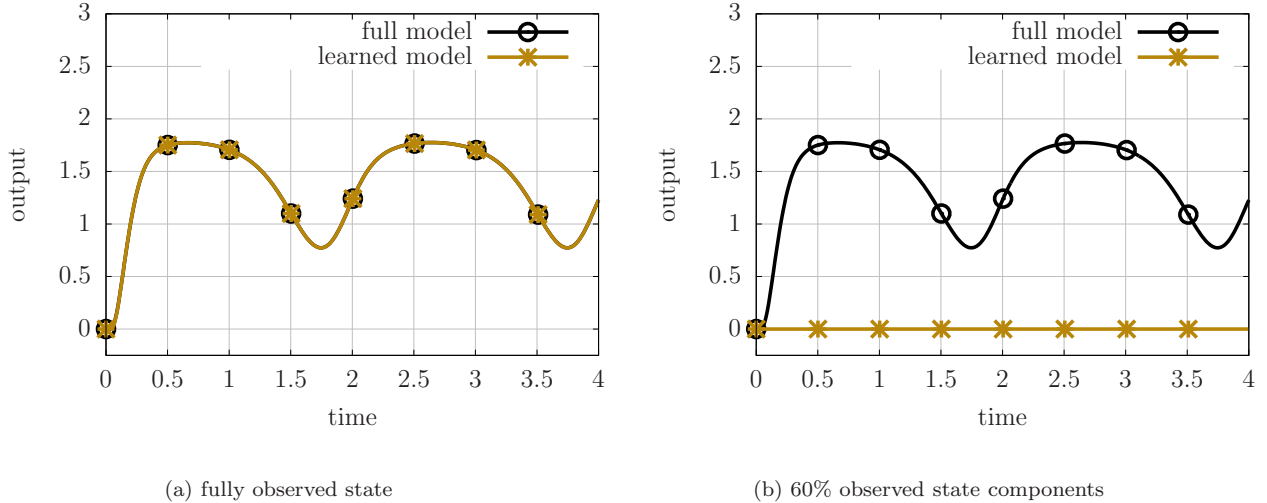 3
2.5
2
1.5
1
0.5
0
output
full model
learned model
0 0.5 1 1.5 2 2.5 3 3.5 4
time
(a) fully observed state
3
2.5
2
1.5
1
0.5
0
output
full model
learned model
0 0.5 1 1.5 2 2.5 3 3.5 4
time
(b) 60% observed state components